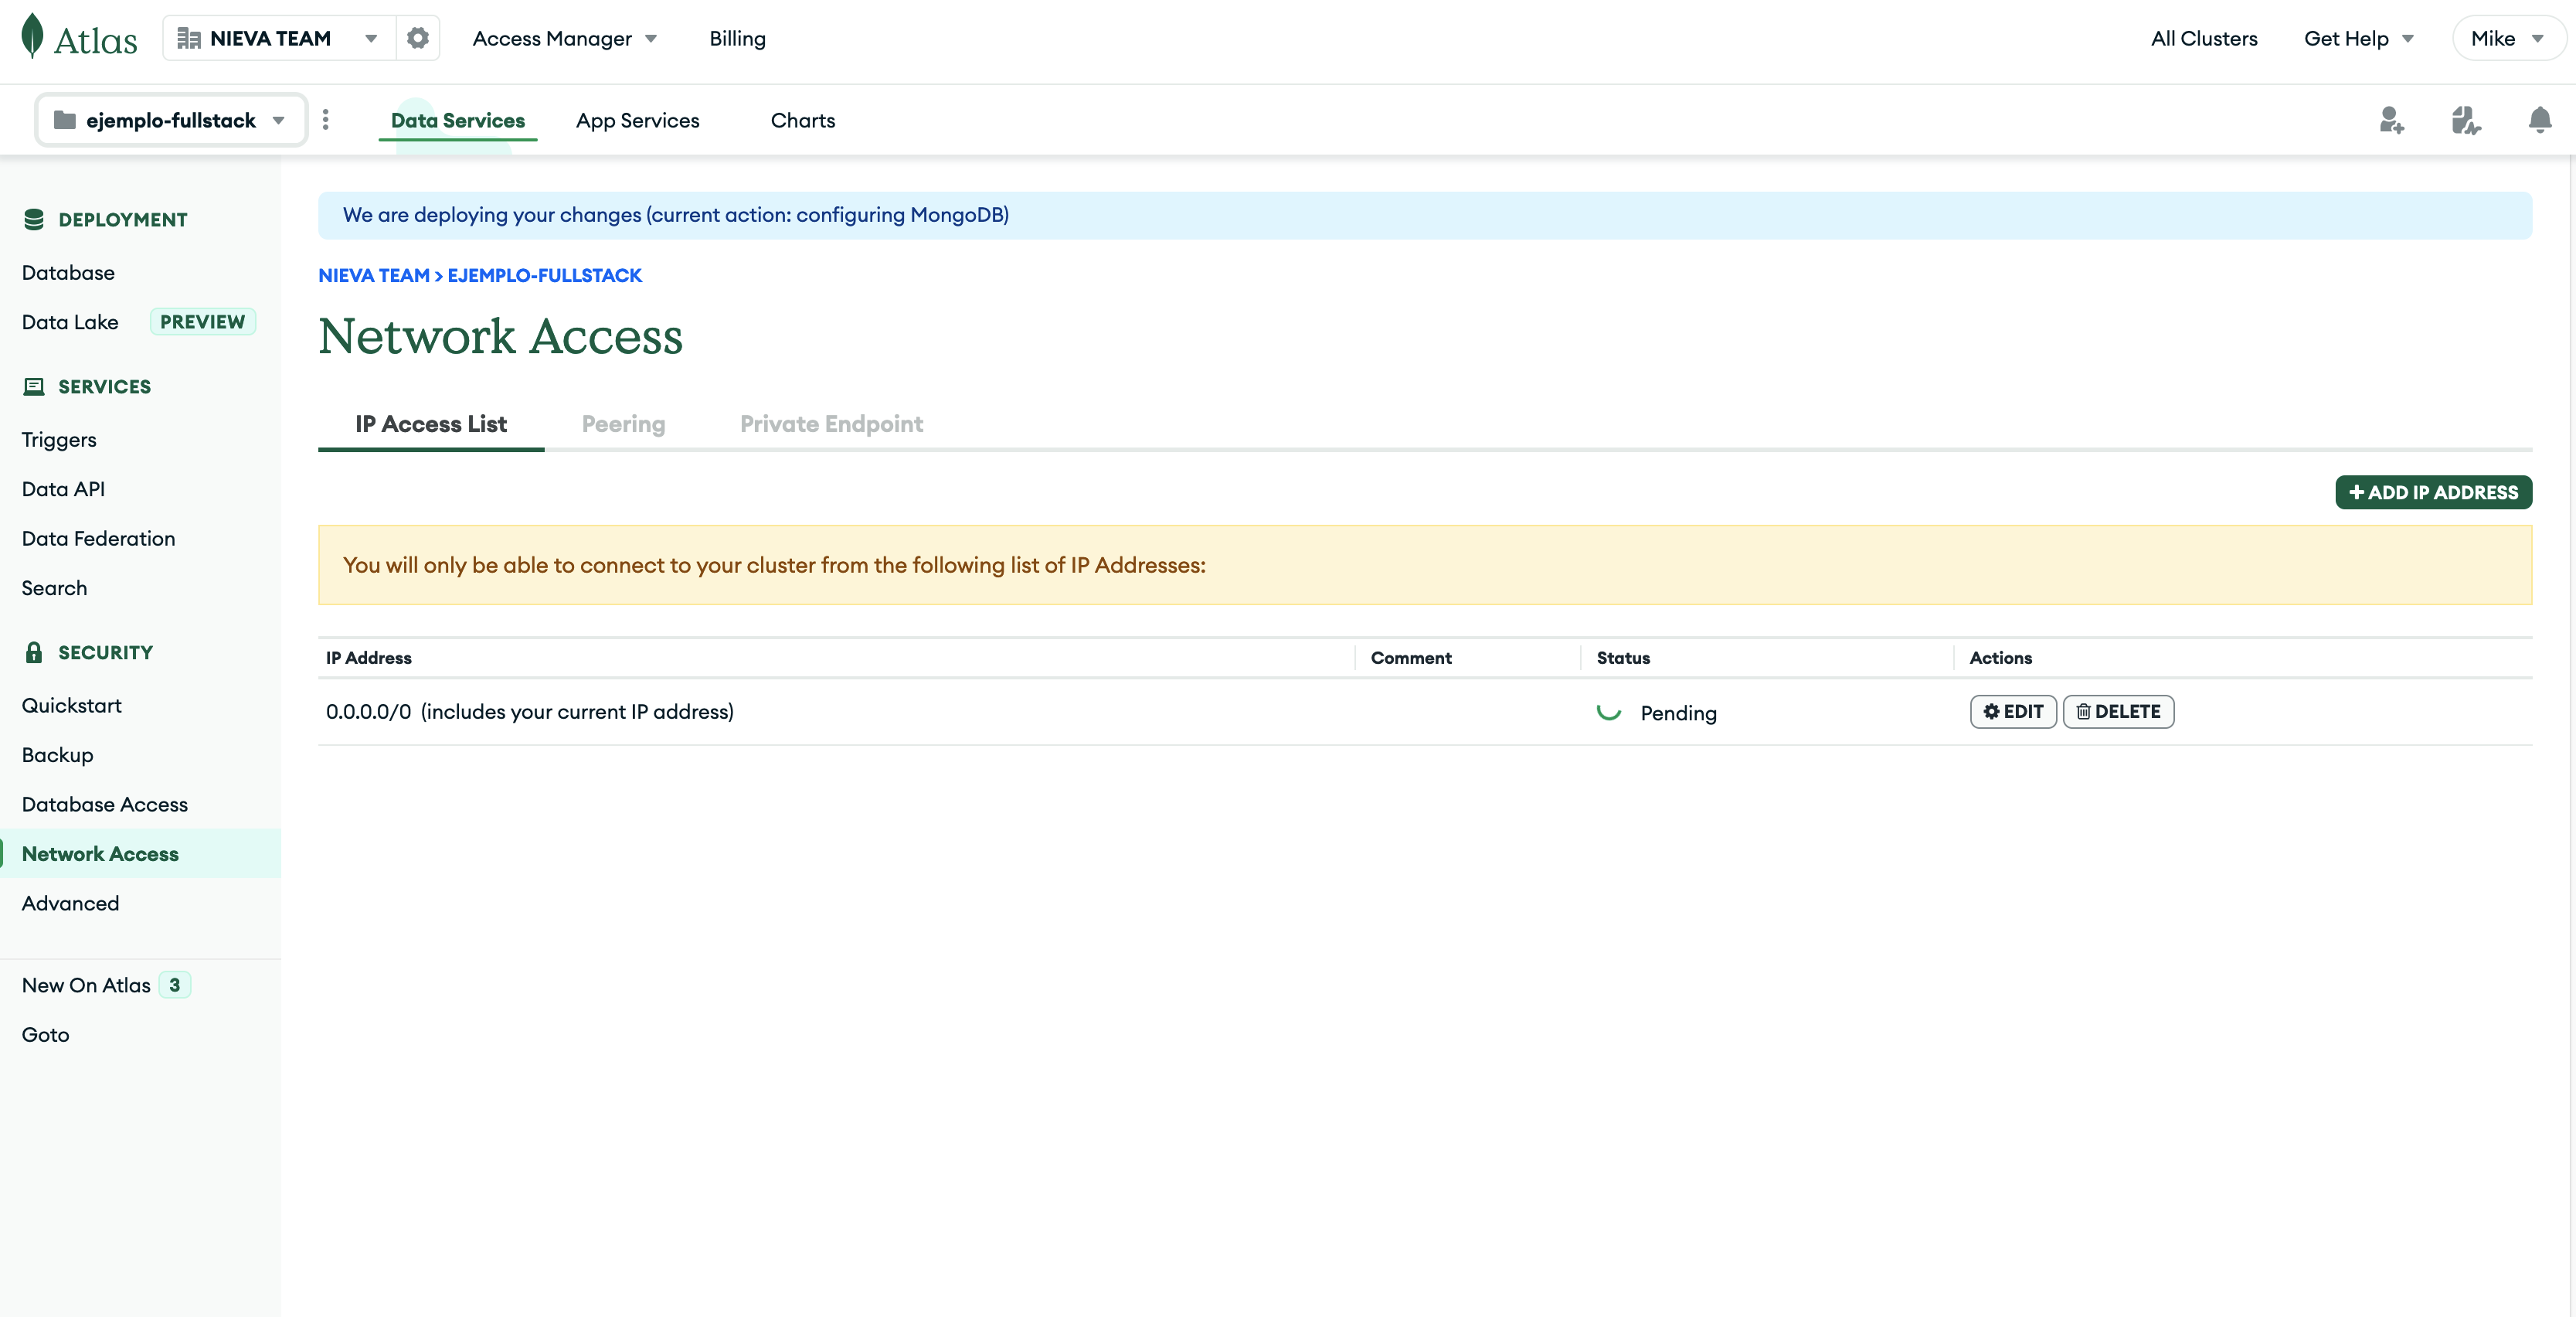 Atlas
NIEVA TEAM
Access Manager
Billing
All Clusters
Get Help
Mike
ejemplo-fullstack
Data Services
App Services
Charts
DEPLOYMENT
Database
Data Lake PREVIEW
SERVICES
Triggers
Data API
Data Federation
Search
SECURITY
Quickstart
Backup
Database Access
Network Access
Advanced
New On Atlas 3
Goto
We are deploying your changes (current action: configuring MongoDB)
NIEVA TEAM > EJEMPLO-FULLSTACK
Network Access
IP Access List
Peering
Private Endpoint
+ ADD IP ADDRESS
You will only be able to connect to your cluster from the following list of IP Addresses:
IP Address
Comment
Status
Actions
0.0.0.0/0 (includes your current IP address)
Pending
EDIT
DELETE